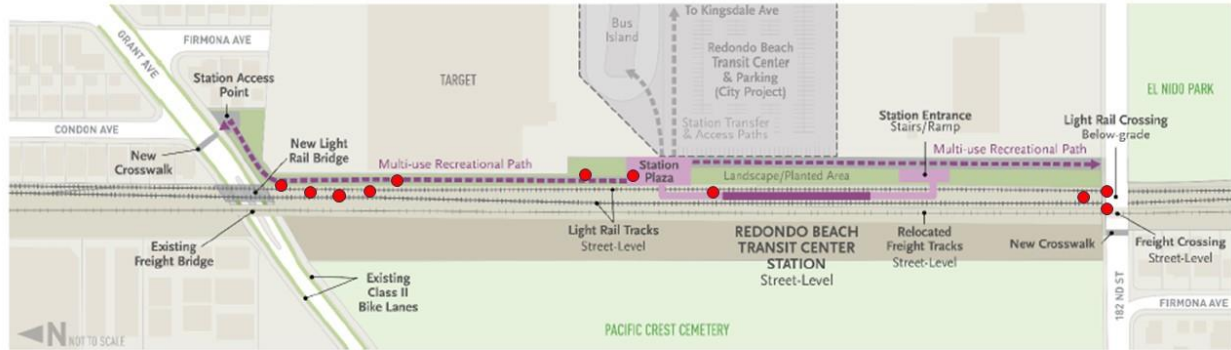 To Kingsdale Ave
GRANT AVE
FIRMONA AVE
Bus
Island
Redondo Beach
Transit Center
& Parking
(City Project)
Station Access
Point
TARGET
EL NIDO PARK
CONDON AVE
Station Transfer
& Access Paths
Station Entrance
Stairs/Ramp
Light Rail Crossing
Below-grade
New
Crosswalk
New Light
Rail Bridge
Multi-use Recreational Path
Station
Plaza
Multi-use Recreational Path
Landscape/Planted Area
Existing
Freight Bridge
Light Rail Tracks
Street-Level
REDONDO BEACH
TRANSIT CENTER
STATION
Street-Level
Relocated
Freight Tracks
Street-Level
New Crosswalk
Freight Crossing
Street-Level
Existing
Class II
Bike Lanes
182 ND ST
FIRMONA AVE
N NOT TO SCALE
PACIFIC CREST CEMETERY